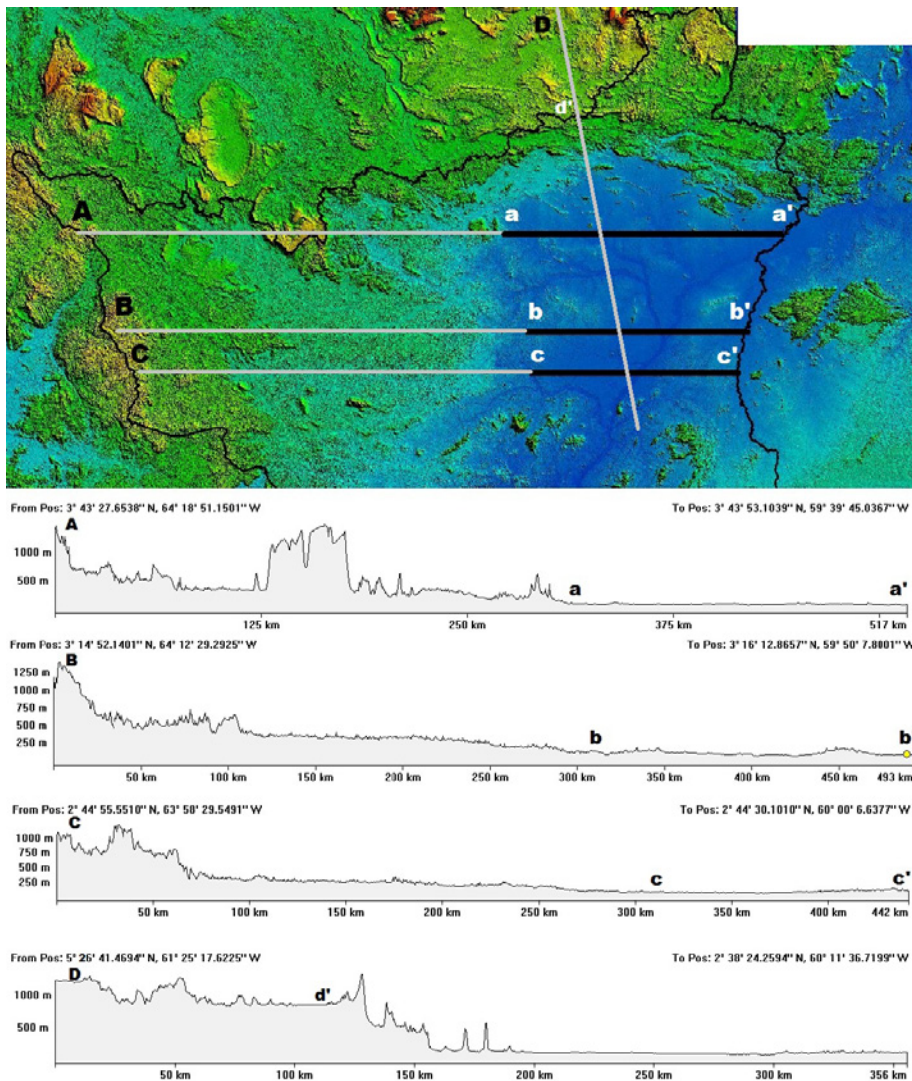 D
d'
A a a'
B b b'
C c c'
From Pos: 3° 43' 27.6538" N, 64° 18' 51.1501" W To Pos: 3° 43' 53.1039" N, 59° 39' 45.0367" W
A
1000 m
500 m
a a'
125 km 250 km 375 km 517 km
From Pos: 3° 14' 52.1401" N, 64° 12' 29.2925" W To Pos: 3° 16' 12.8657" N, 59° 50' 7.8001" W
B
1250 m
1000 m
750 m
500 m
250 m
b b
50 km 100 km 150 km 200 km 250 km 300 km 350 km 400 km 450 km 493 km
From Pos: 2° 44' 55.5510" N, 63° 58' 29.5491" W To Pos: 2° 44' 30.1010" N, 60° 00' 6.6377" W
C
1000 m
750 m
500 m
250 m
c c'
50 km 100 km 150 km 200 km 250 km 300 km 350 km 400 km 442 km
From Pos: 5° 26' 41.4694" N, 61° 25' 17.6225" W To Pos: 2° 38' 24.2594" N, 60° 11' 36.7199" W
D
1000 m
d'
500 m
50 km 100 km 150 km 200 km 250 km 300 km 356 km